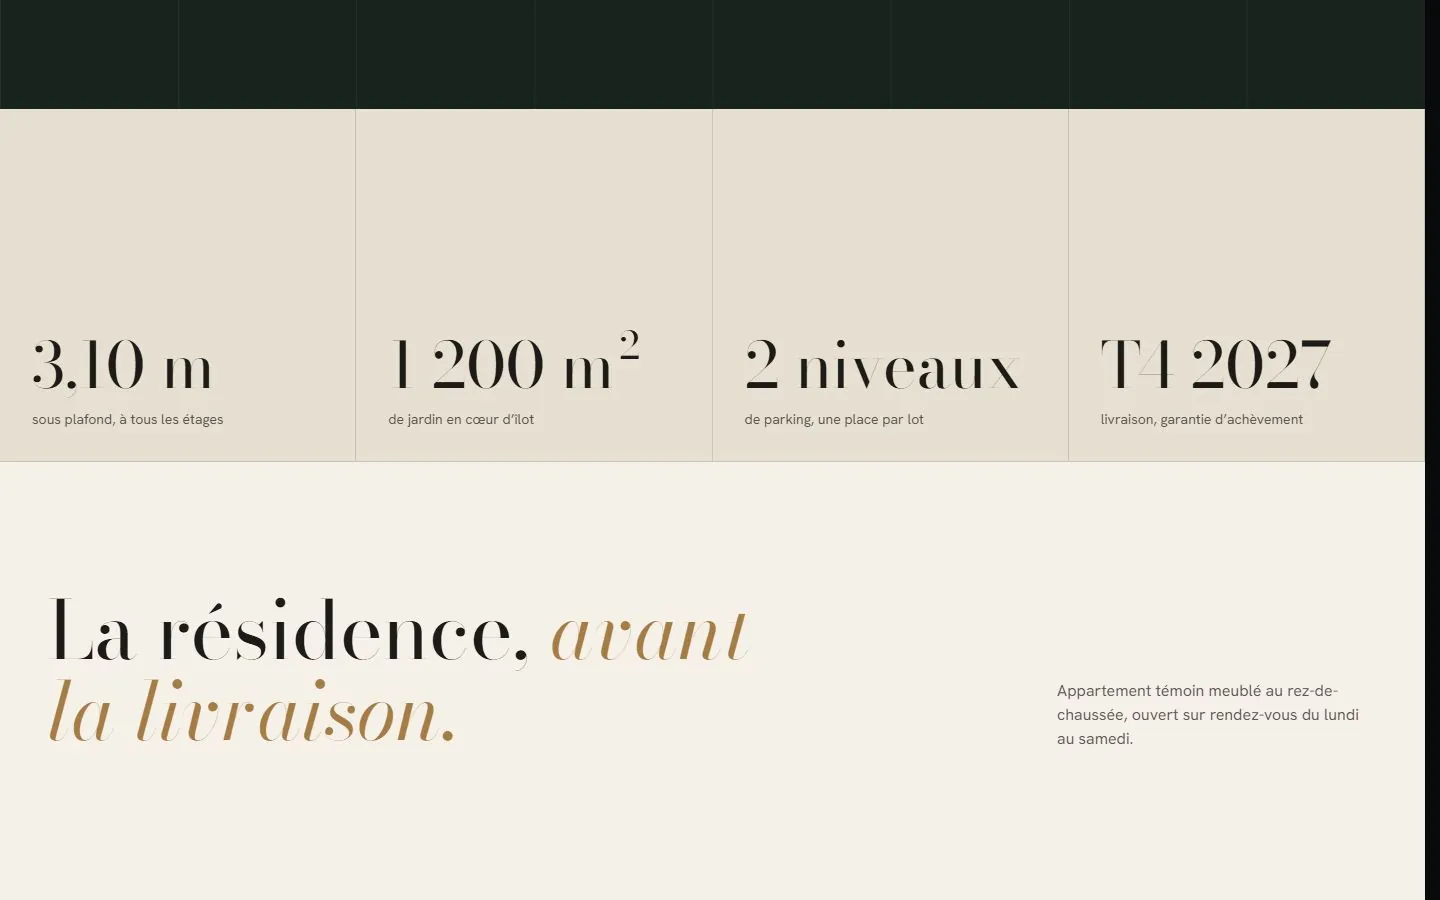 3,10 m
sous plafond, à tous les étages
1 200 m²
de jardin en cœur d’îlot
2 niveaux
de parking, une place par lot
T4 2027
livraison, garantie d’achèvement
La résidence, avant
la livraison.
Appartement témoin meublé au rez-de-
chaussée, ouvert sur rendez-vous du lundi
au samedi.